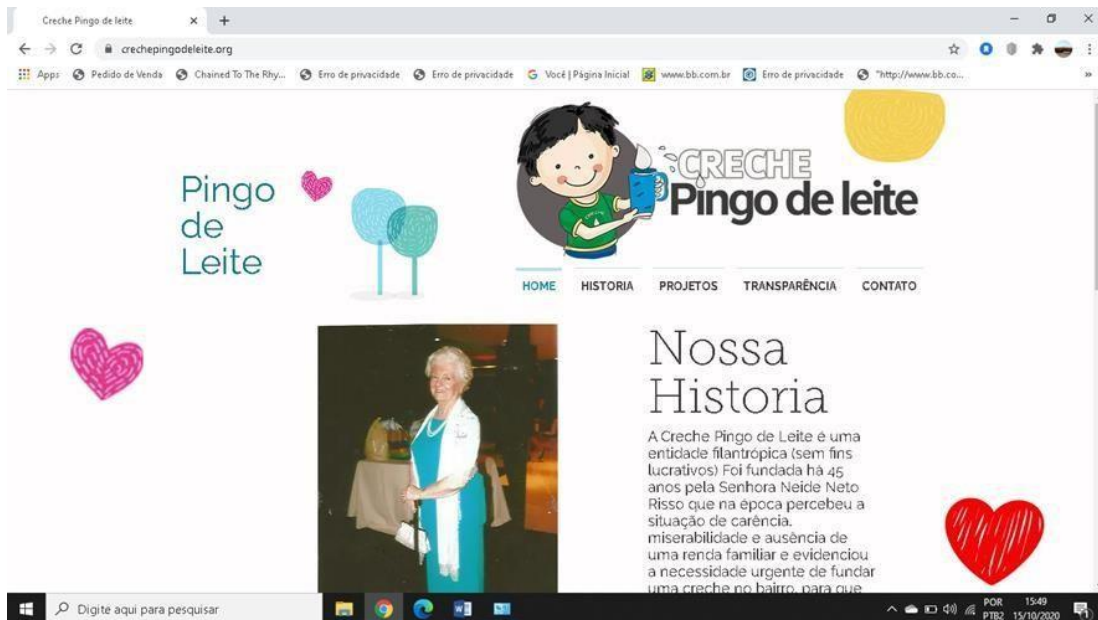 Creche Pingo de leite
crechepingodeleite.org
Apps
Pedido de Venda
Chained To The Rhy...
Erro de privacidade
Erro de privacidade
Você | Página Inicial
www.bb.com.br
Erro de privacidade
"http://www.bb.co...
Pingo
de
Leite
CRECHE
Pingo de leite
HOME
HISTORIA
PROJETOS
TRANSPARÊNCIA
CONTATO
Nossa
Historia
A Creche Pingo de Leite é uma
entidade filantrópica (sem fins
lucrativos) Foi fundada há 45
anos pela Senhora Neide Neto
Risso que na época percebeu a
situação de carência,
miserabilidade e ausência de
uma renda familiar e evidenciou
a necessidade urgente de fundar
uma creche no bairro, para que
Digite aqui para pesquisar
POR
PTB2
15:49
15/10/2020